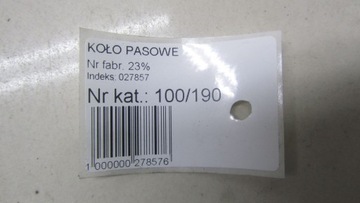 KOŁO PASOWE
Nr fabr. 23%
Indeks: 027857
Nr kat.: 100/190
1 000000 278576